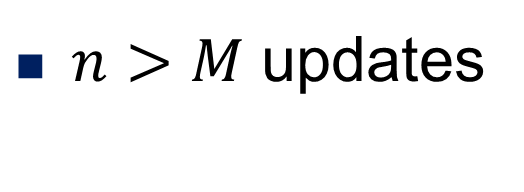 ▪ 𝑛 > 𝑀 updates